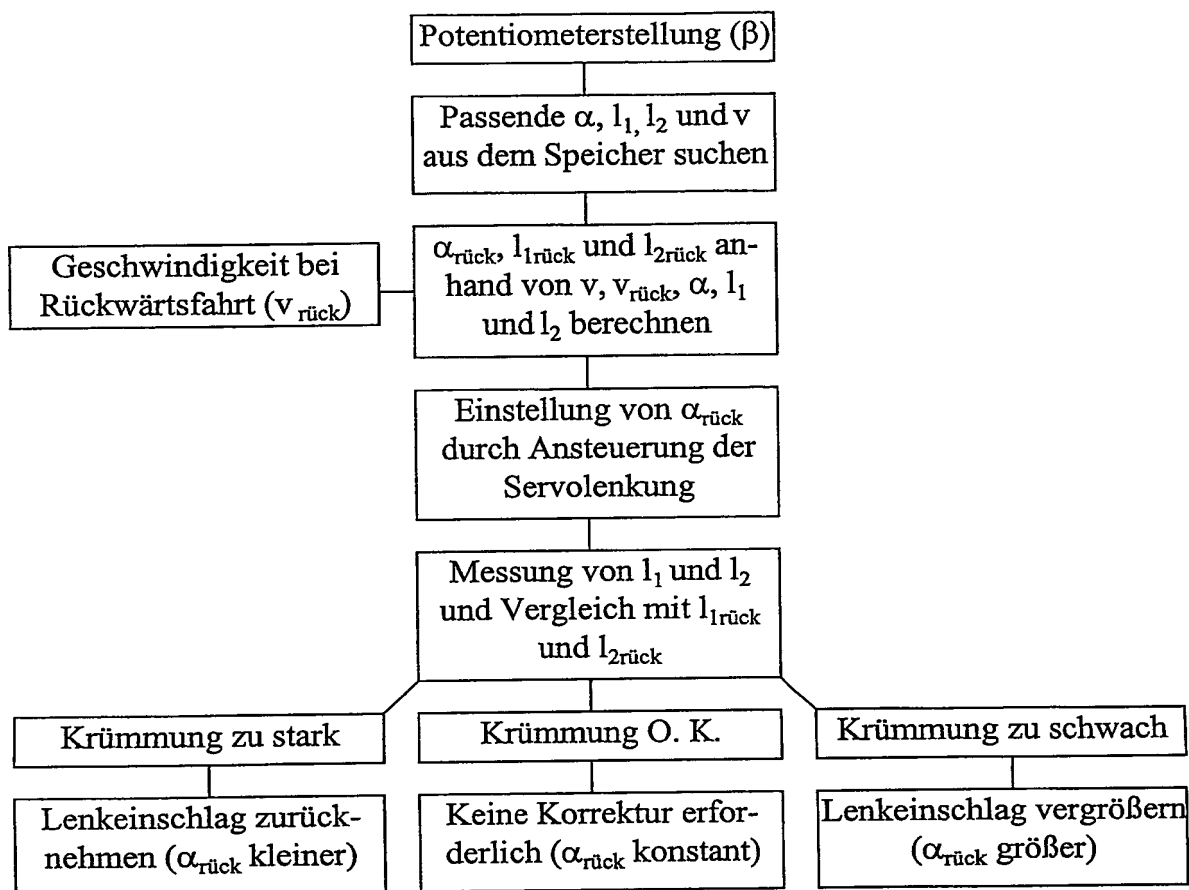 Potentiometerstellung (β)
Passende α, l₁, l₂ und v
aus dem Speicher suchen
Geschwindigkeit bei
Rückwärtsfahrt (v rück)
αrück, l1rück und l2rück an-
hand von v, vrück, α, l₁
und l₂ berechnen
Einstellung von αrück
durch Ansteuerung der
Servolenkung
Messung von l₁ und l₂
und Vergleich mit l1rück
und l2rück
Krümmung zu stark
Krümmung O. K.
Krümmung zu schwach
Lenkeinschlag zurück-
nehmen (αrück kleiner)
Keine Korrektur erfor-
derlich (αrück konstant)
Lenkeinschlag vergrößern
(αrück größer)